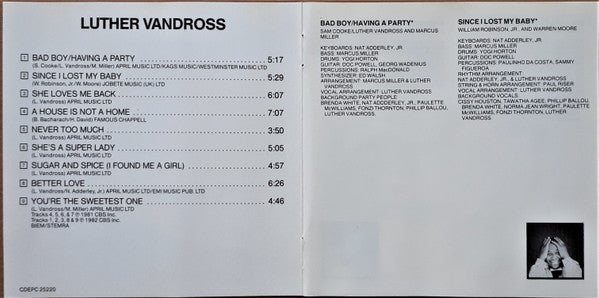 LUTHER VANDROSS
1 BAD BOY/HAVING A PARTY 5:17
(S. Cooke/L. Vandross/M. Miller) APRIL MUSIC LTD/KAGS MUSIC/WESTMINSTER MUSIC LTD
2 SINCE I LOST MY BABY 5:29
(W. Robinson, Jr./W. Moore) JOBETE MUSIC (UK) LTD
3 SHE LOVES ME BACK 6:07
(L. Vandross) APRIL MUSIC LTD
4 A HOUSE IS NOT A HOME 7:07
(B. Bacharach/H. David) FAMOUS CHAPPELL
5 NEVER TOO MUCH 3:50
(L. Vandross) APRIL MUSIC LTD
6 SHE'S A SUPER LADY 5:05
(L. Vandross) APRIL MUSIC LTD
7 SUGAR AND SPICE (I FOUND ME A GIRL) 4:57
(L. Vandross) APRIL MUSIC LTD
8 BETTER LOVE 6:26
(L. Vandross/N. Adderley, Jr.) APRIL MUSIC LTD/EMI MUSIC PUB. LTD
9 YOU'RE THE SWEETEST ONE 4:46
(L. Vandross/M. Miller) APRIL MUSIC LTD
Tracks 4, 5, 6, & 7 ℗ 1981 CBS Inc.
Tracks 1, 2, 3, 8 & 9 ℗ 1982 CBS Inc.
BIEM/STEMRA
CDEPC 25220
BAD BOY/HAVING A PARTY*
SAM COOKE/LUTHER VANDROSS AND MARCUS
MILLER
KEYBOARDS: NAT ADDERLEY, JR.
BASS: MARCUS MILLER
DRUMS: YOGI HORTON
GUITAR: DOC POWELL, GEORG WADENIUS
PERCUSSIONS: RALPH MacDONALD
SYNTHESIZER: ED WALSH
ARRANGEMENT: MARCUS MILLER & LUTHER
VANDROSS
VOCAL ARRANGEMENT: LUTHER VANDROSS
BACKGROUND PARTY PEOPLE
BRENDA WHITE, NAT ADDERLEY, JR., PAULETTE
McWILLIAMS, FONZI THORNTON, PHILLIP BALLOU,
LUTHER VANDROSS.
SINCE I LOST MY BABY*
WILLIAM ROBINSON, JR. AND WARREN MOORE
KEYBOARDS: NAT ADDERLEY, JR.
BASS: MARCUS MILLER
DRUMS: YOGI HORTON
GUITAR: DOC POWELL
PERCUSSIONS: PAULINHO DA COSTA, SAMMY
FIGUEROA
RHYTHM ARRANGEMENT
NAT ADDERLEY, JR., & LUTHER VANDROSS
STRING & HORN ARRANGEMENT: PAUL RISER
VOCAL ARRANGEMENT: LUTHER VANDROSS
BACKGROUND VOCALS
CISSY HOUSTON, TAWATHA AGEE, PHILLIP BALLOU,
BRENDA WHITE, NORMA JEAN WRIGHT, PAULETTE
McWILLIAMS, FONZI THORNTON, LUTHER
VANDROSS.